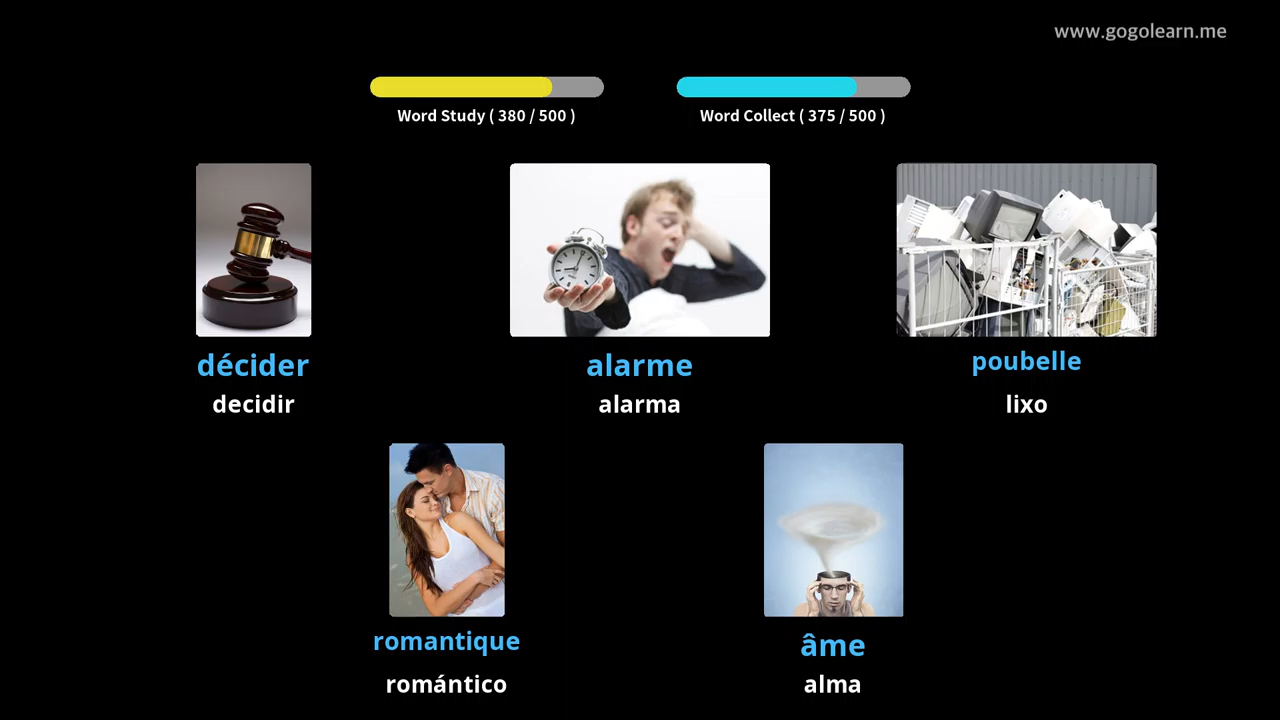 www.gogolearn.me
Word Study ( 380 / 500 )
Word Collect ( 375 / 500 )
décider
alarme
poubelle
decidir
alarma
lixo
romantique
âme
romántico
alma